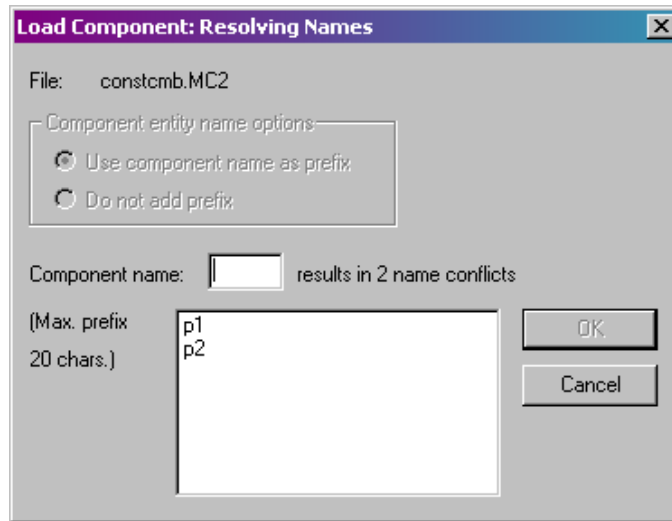 Load Component: Resolving Names
File: constcmb.MC2
Component entity name options
Use component name as prefix
Do not add prefix
Component name: results in 2 name conflicts
(Max. prefix
20 chars.)
p1
p2
OK
Cancel